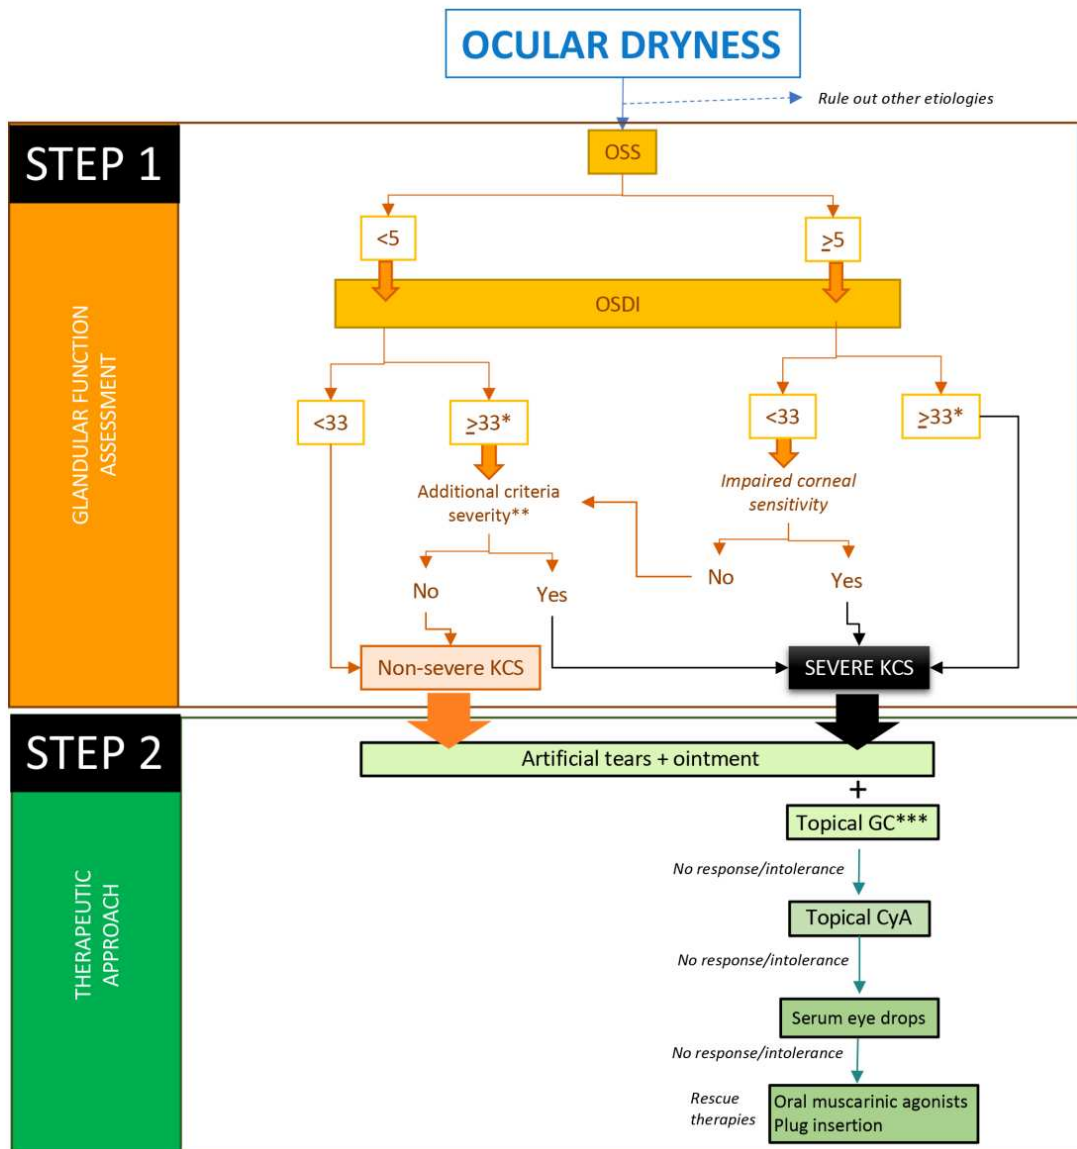 OCULAR DRYNESS
Rule out other etiologies
STEP 1
OSS
<5
≥5
GLANDULAR FUNCTION
ASSESSMENT
OSDI
<33
≥33*
<33
≥33*
Additional criteria
severity**
Impaired corneal
sensitivity
No
Yes
No
Yes
Non-severe KCS
SEVERE KCS
STEP 2
THERAPEUTIC
APPROACH
Artificial tears + ointment
+
Topical GC***
No response/intolerance
Topical CyA
No response/intolerance
Serum eye drops
No response/intolerance
Rescue
therapies
Oral muscarinic agonists
Plug insertion